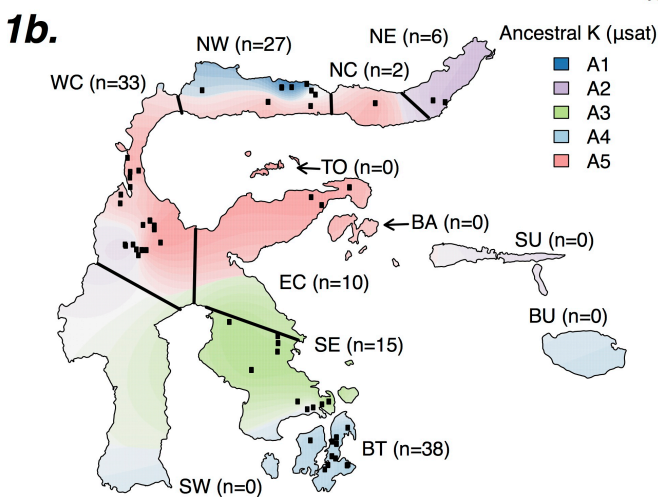 1b.
NE (n=6)
Ancestral K (µsat)
NW (n=27)
NC (n=2)
WC (n=33)
A1
A2
A3
A4
A5
TO (n=0)
BA (n=0)
SU (n=0)
EC (n=10)
BU (n=0)
SE (n=15)
BT (n=38)
SW (n=0)